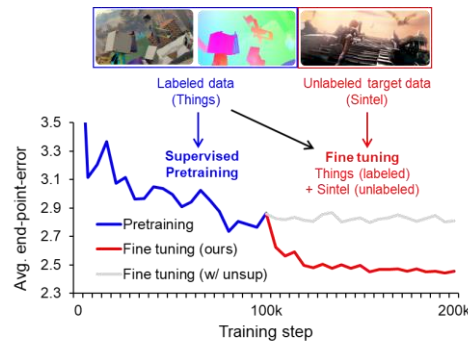 Labeled data
(Things)
Unlabeled target data
(Sintel)
Supervised
Pretraining
Fine tuning
Things (labeled)
+ Sintel (unlabeled)
Avg. end-point-error
3.5
3.3
3.1
2.9
2.7
2.5
2.3
Pretraining
Fine tuning (ours)
Fine tuning (w/ unsup)
0
100k
200k
Training step